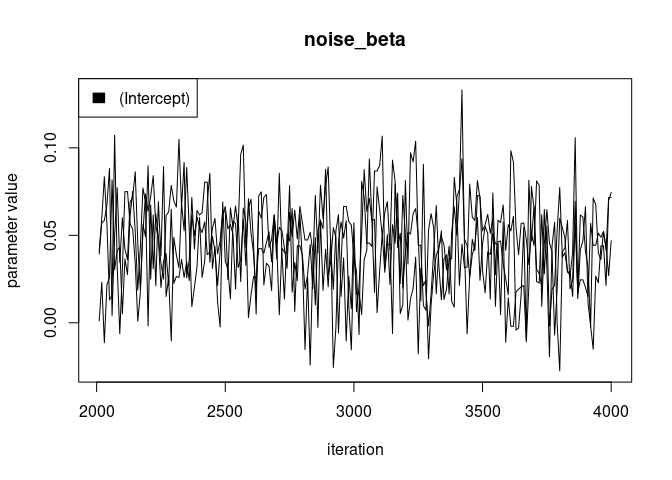 noise_beta
(Intercept)
parameter value
0.10
0.05
0.00
2000 2500 3000 3500 4000
iteration